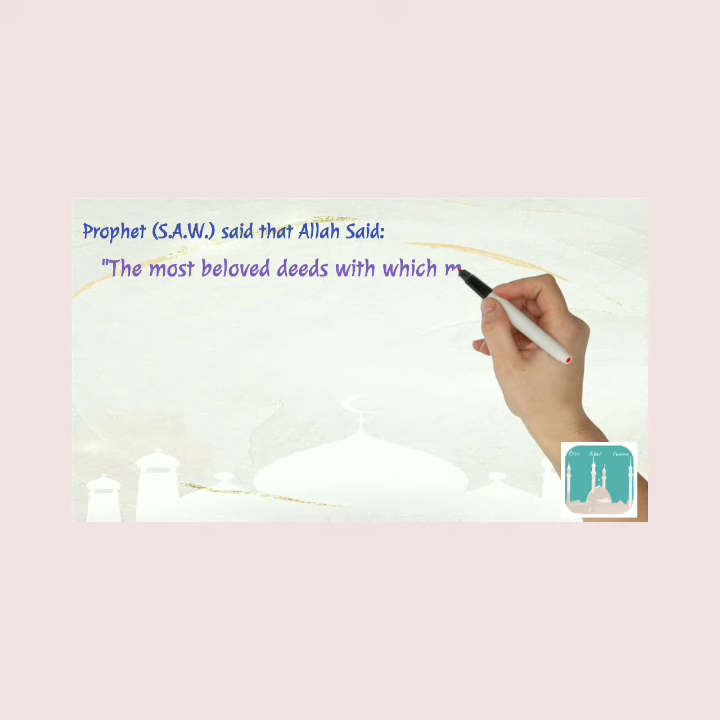 Prophet (S.A.W.) said that Allah Said:
"The most beloved deeds with which m